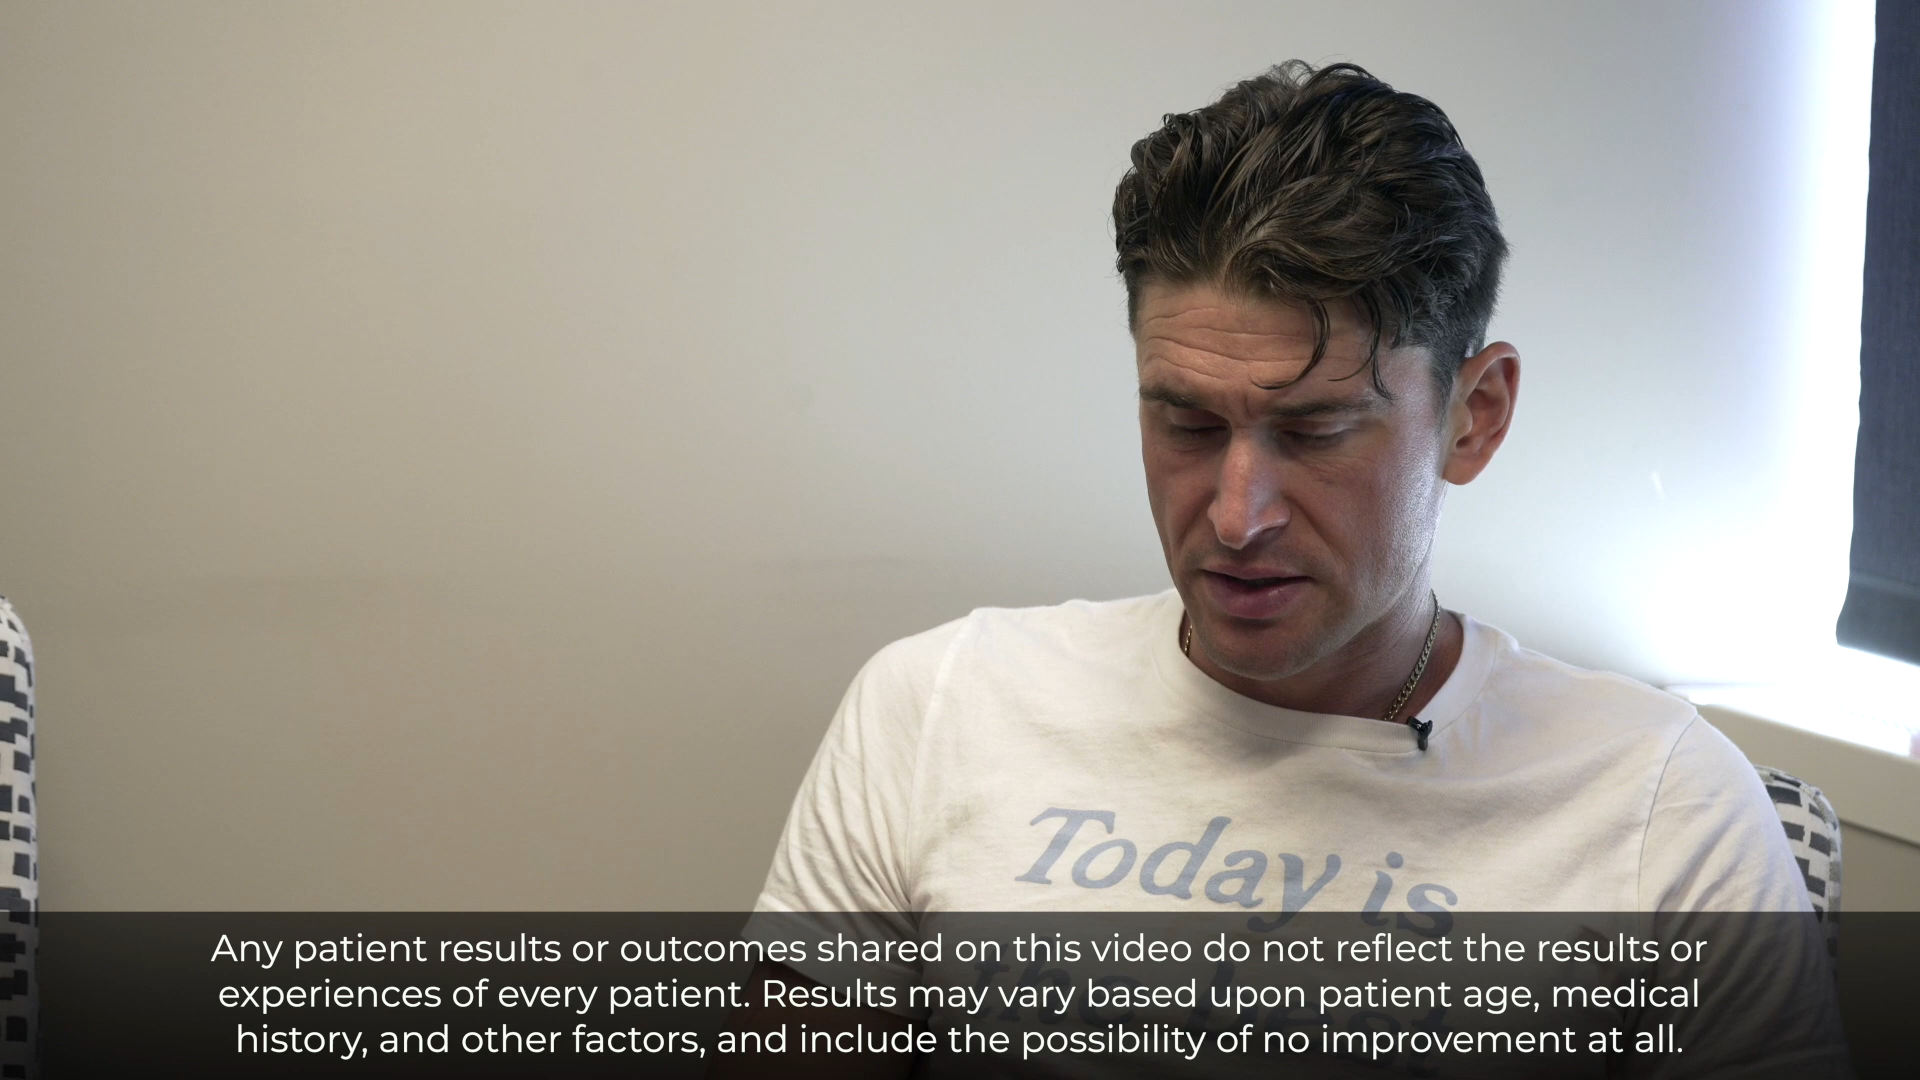 Today is
the best
Any patient results or outcomes shared on this video do not reflect the results or
experiences of every patient. Results may vary based upon patient age, medical
history, and other factors, and include the possibility of no improvement at all.